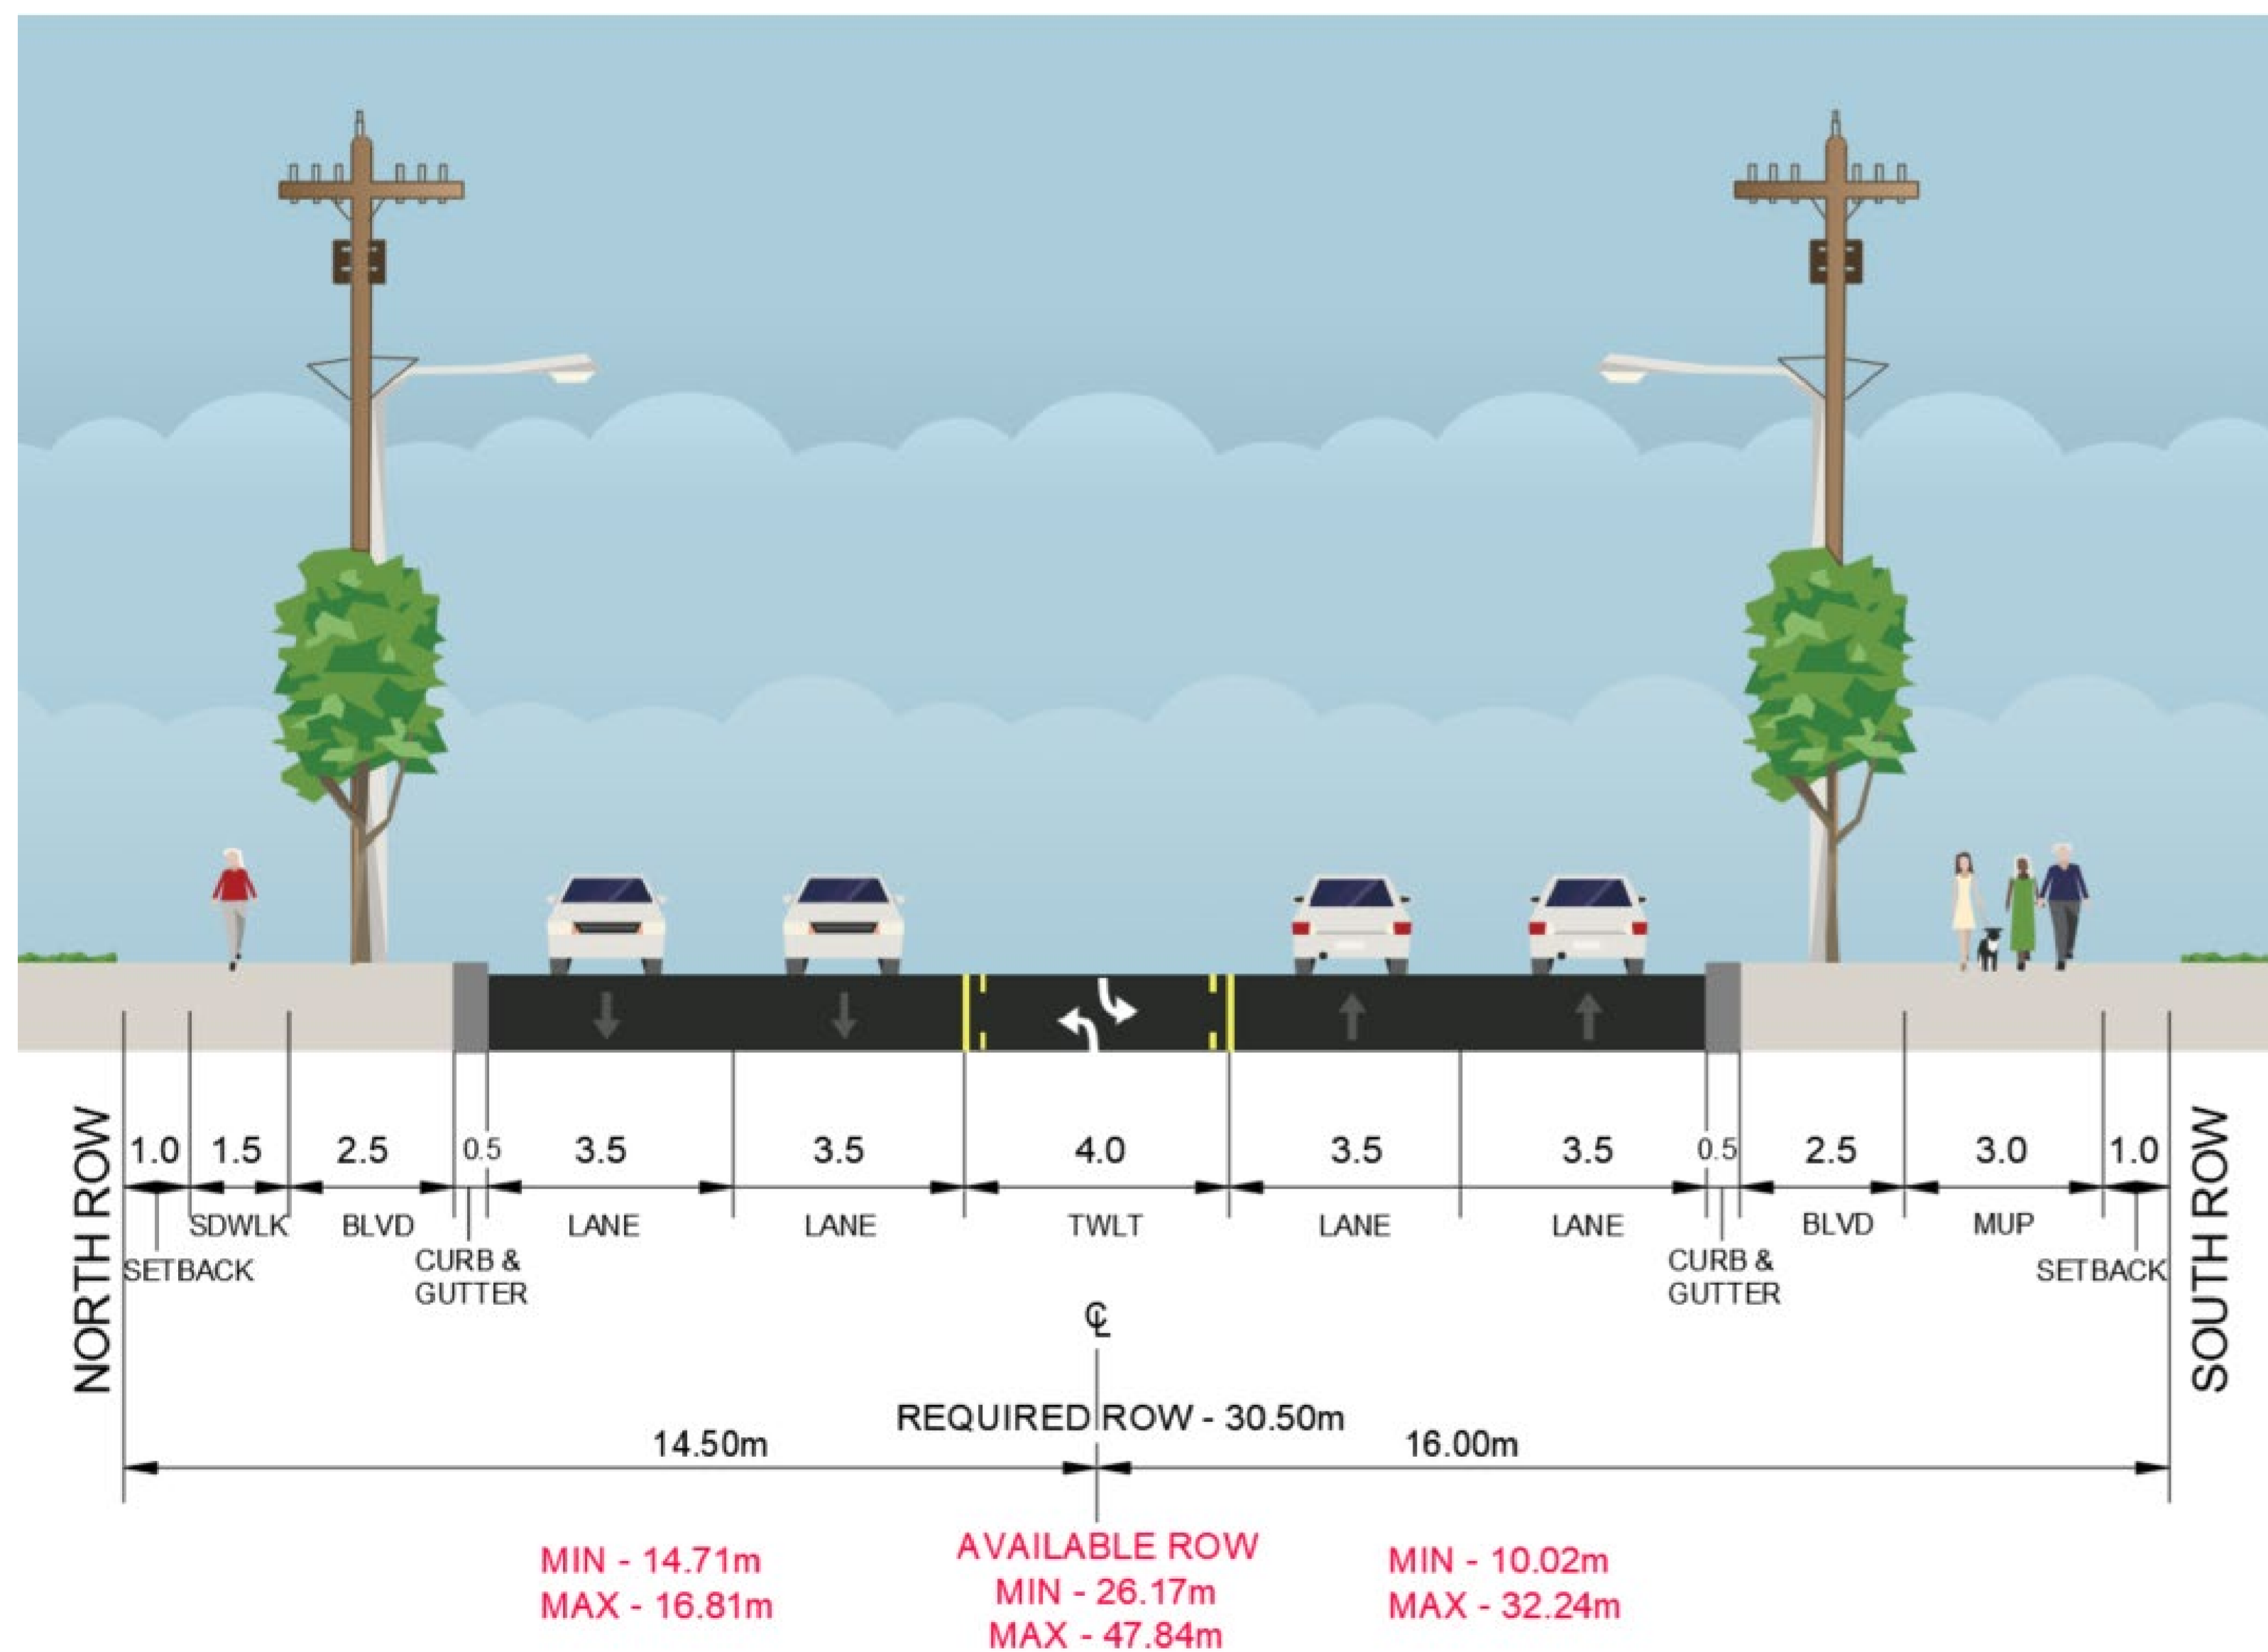 NORTH ROW
1.0 1.5 2.5 0.5 3.5 3.5 4.0 3.5 3.5 0.5 2.5 3.0 1.0
SDWLK BLVD LANE LANE TWLT LANE LANE BLVD MUP
SETBACK CURB & CURB & SETBACK
GUTTER GUTTER
SOUTH ROW
℄
REQUIRED ROW - 30.50m
14.50m 16.00m
MIN - 14.71m
MAX - 16.81m
AVAILABLE ROW
MIN - 26.17m
MAX - 47.84m
MIN - 10.02m
MAX - 32.24m